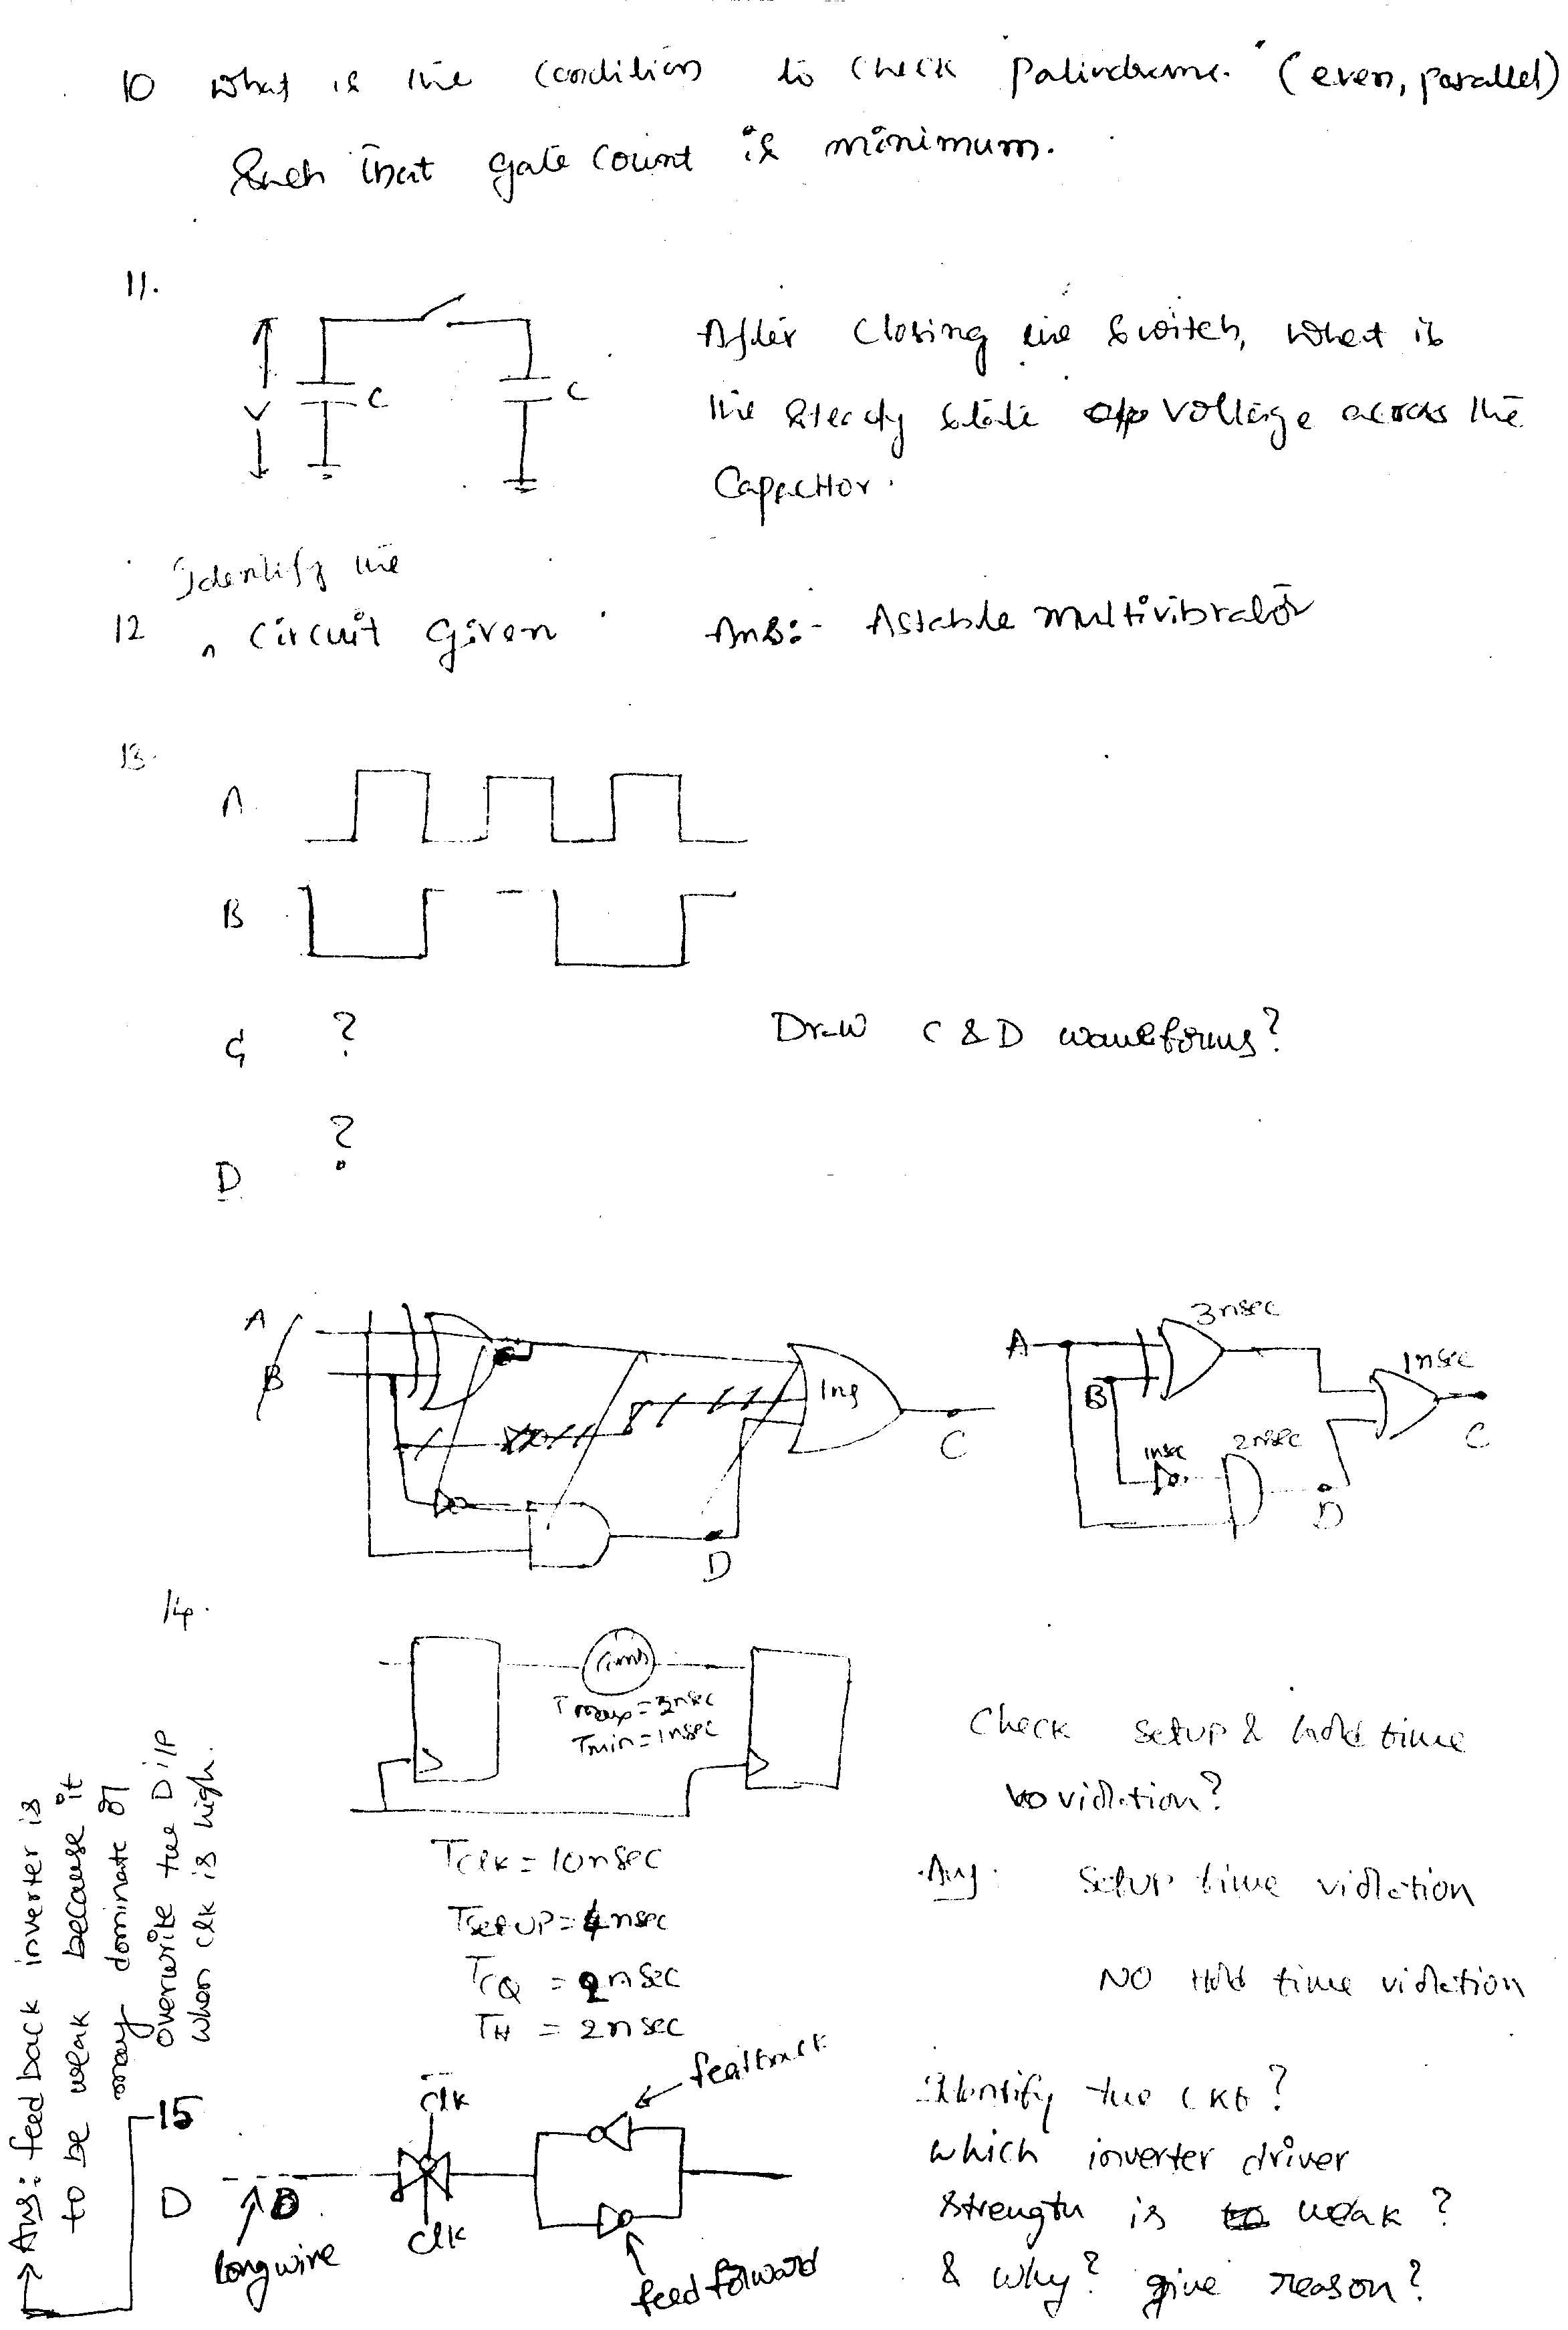 10 What is the condition to check Palindrome. (even, parallel)
Such that gate count is minimum.
11.
V
C
C
After closing the switch, what is
the steady state voltage across the
Capacitor.
Identify the
12 ^ circuit given
Ans:- Astable multivibrator
13.
A
B
C ?
D ?
Draw C & D waveforms?
A
B
1ns
C
D
A
B
3nsec
1nsec
1nsec
2nsec
C
D
14.
Comb
Tmax = 3nsec
Tmin = 1nsec
TClk = 10nsec
TsetUP = 4nsec
TCQ = 2nSec
TH = 2nsec
Check setup & hold time
violation?
Ans: Setup time violation
NO Hold time violation
15
D
D
long wire
clk
clk
feedback
feed forward
Identify the CKt?
which inverter driver
strength is weak?
& why? give reason?
Ans: feed back inverter is
to be weak because it
may dominate or
overwrite the D i/p
when clk is high.